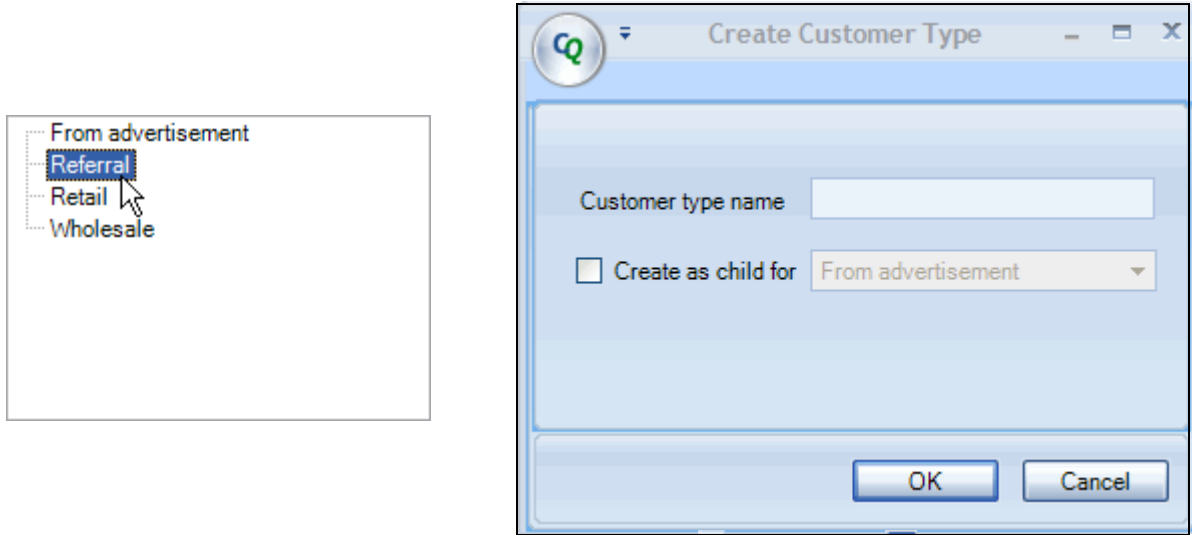 From advertisement
Referral
Retail
Wholesale
CQ
Create Customer Type
Customer type name
Create as child for From advertisement
OK Cancel